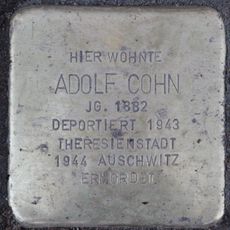 HIER WOHNTE
ADOLF COHN
JG. 1882
DEPORTIERT 1943
THERESIENSTADT
1944 AUSCHWITZ
ERMORDET